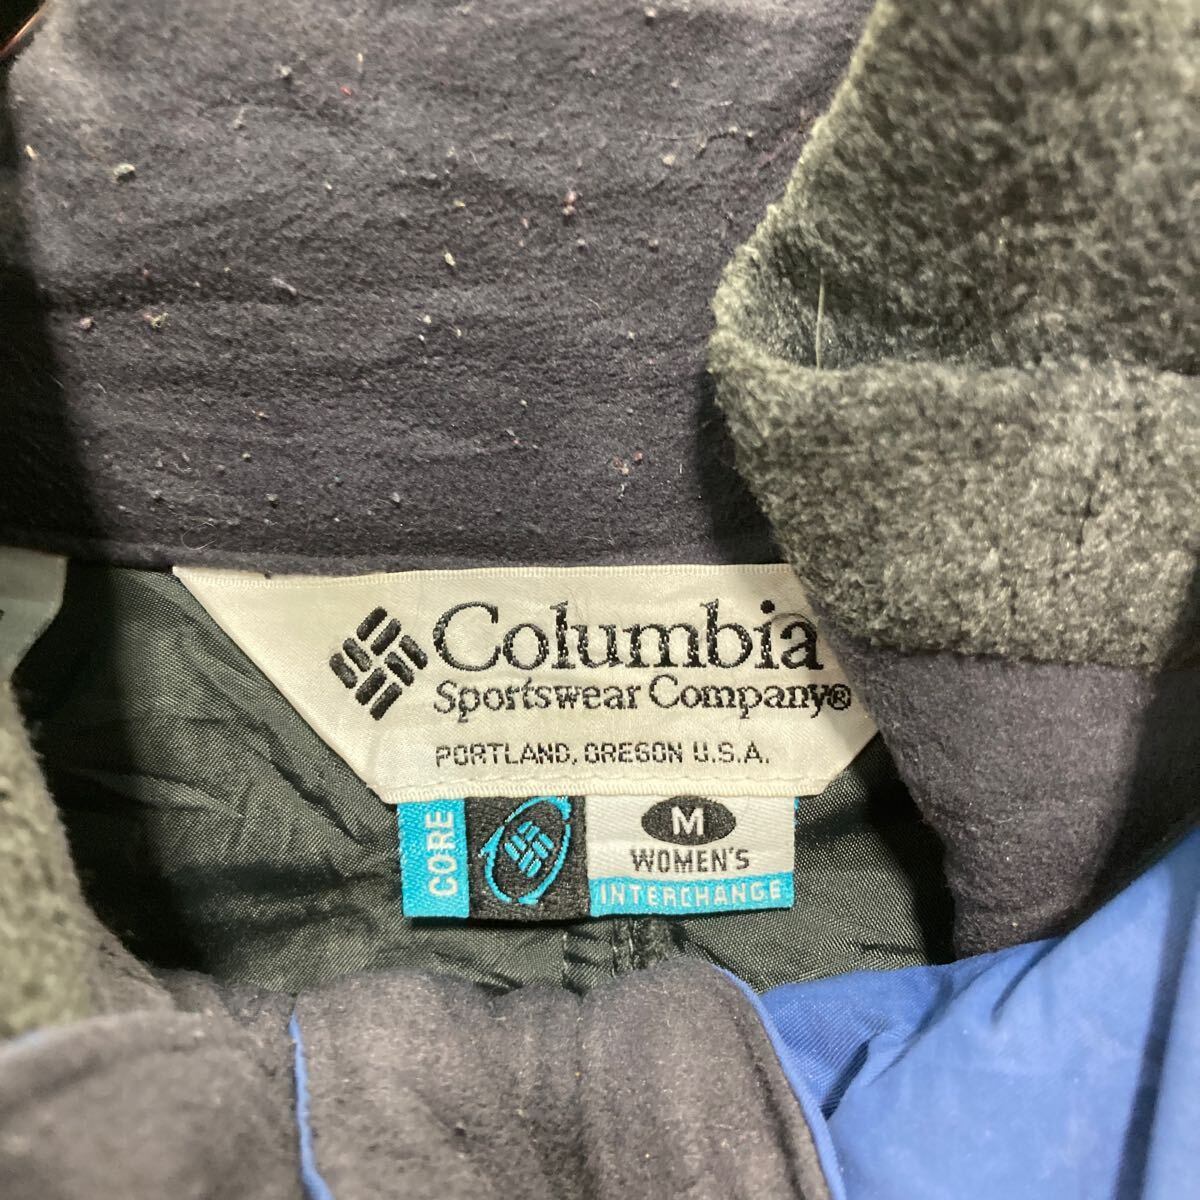 Columbia
Sportswear Company®
PORTLAND, OREGON U.S.A.
CORE
M
WOMEN'S
INTERCHANGE